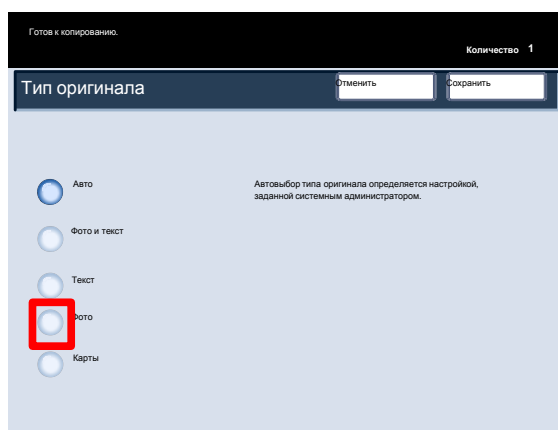 Готов к копированию.
Количество 1
Тип оригинала
Отменить
Сохранить
Авто
Автовыбор типа оригинала определяется настройкой,
заданной системным администратором.
Фото и текст
Текст
Фото
Карты